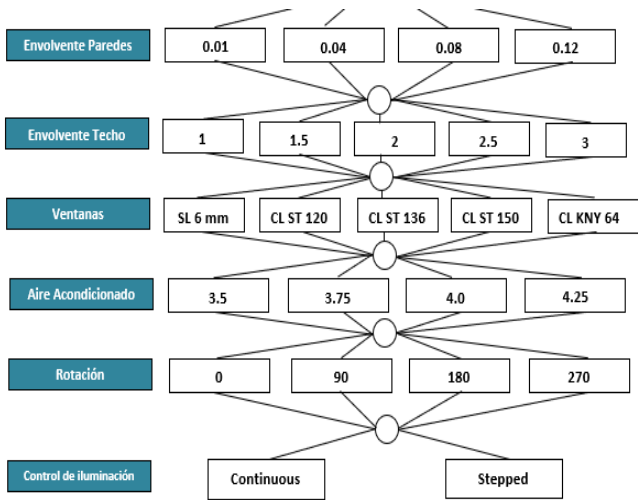 Envolvente Paredes
0.01 0.04 0.08 0.12
Envolvente Techo
1 1.5 2 2.5 3
Ventanas
SL 6 mm CL ST 120 CL ST 136 CL ST 150 CL KNY 64
Aire Acondicionado
3.5 3.75 4.0 4.25
Rotación
0 90 180 270
Control de iluminación
Continuous Stepped